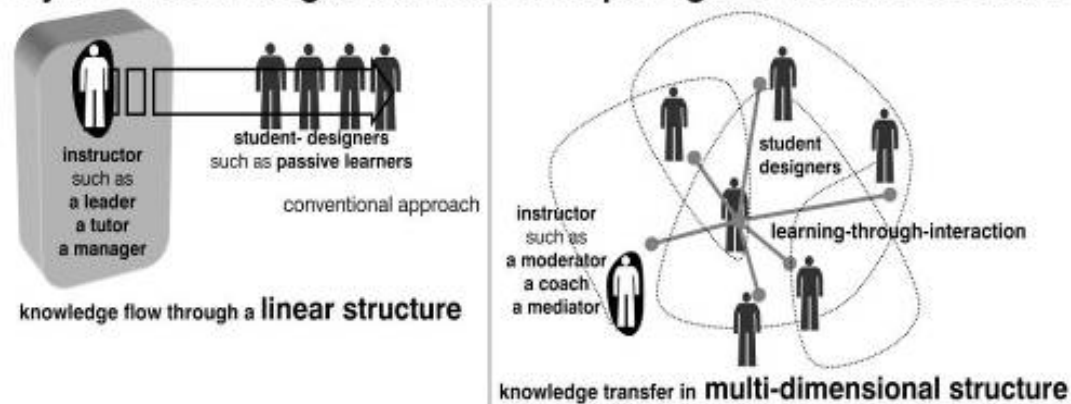 instructor
such as
a leader
a tutor
a manager
student- designers
such as passive learners
conventional approach
knowledge flow through a linear structure
student
designers
instructor
such as
a moderator
a coach
a mediator
learning-through-interaction
knowledge transfer in multi-dimensional structure